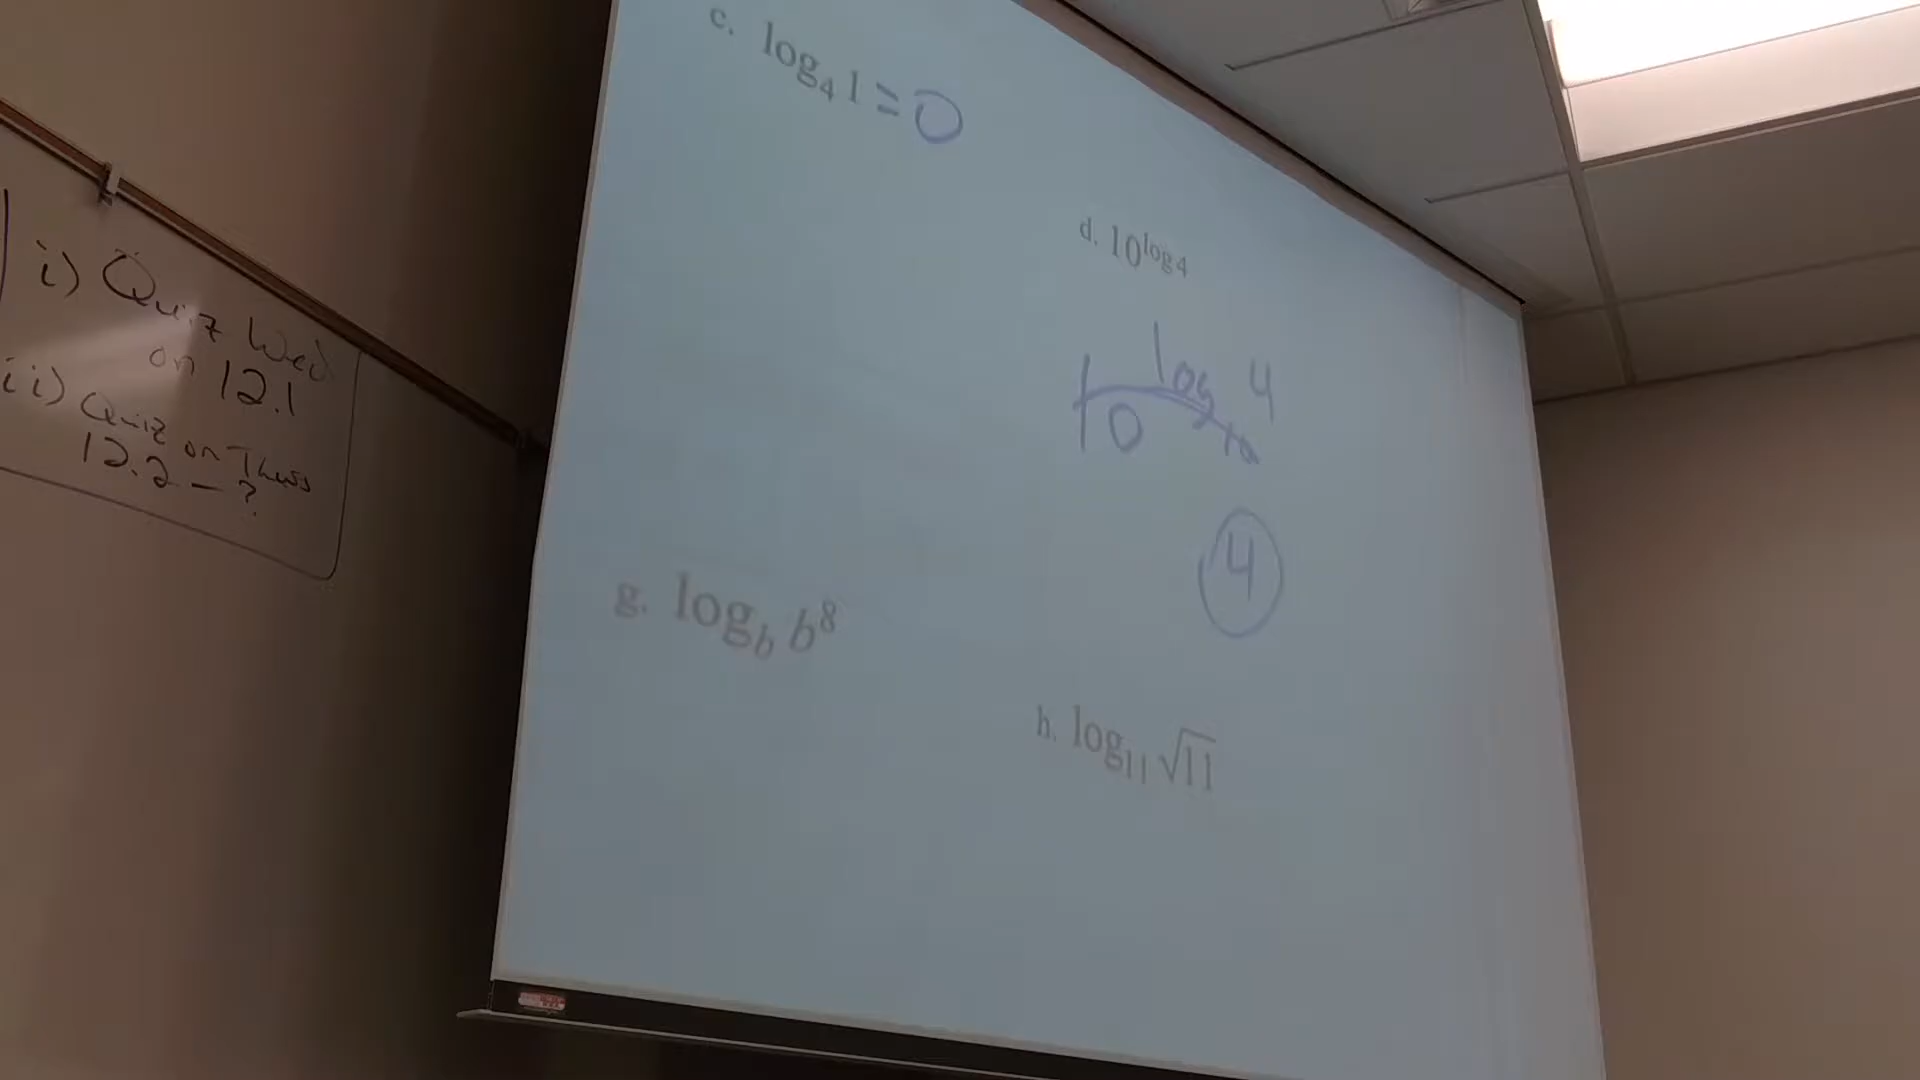 i) Quiz Wed
on 12.1
ii) Quiz on Thurs
12.2 – ?
c. log₄ 1 = 0
d. 10^log 4
10^log₁₀ 4
4
g. log_b b⁸
h. log₁₁ √11